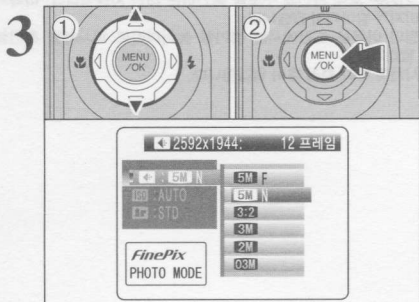 3
① ②
MENU
/OK
MENU
/OK
2592x1944: 12 프레임
: 5M N
ISO :AUTO
:STD
5M F
5M N
3:2
3M
2M
03M
FinePix
PHOTO MODE